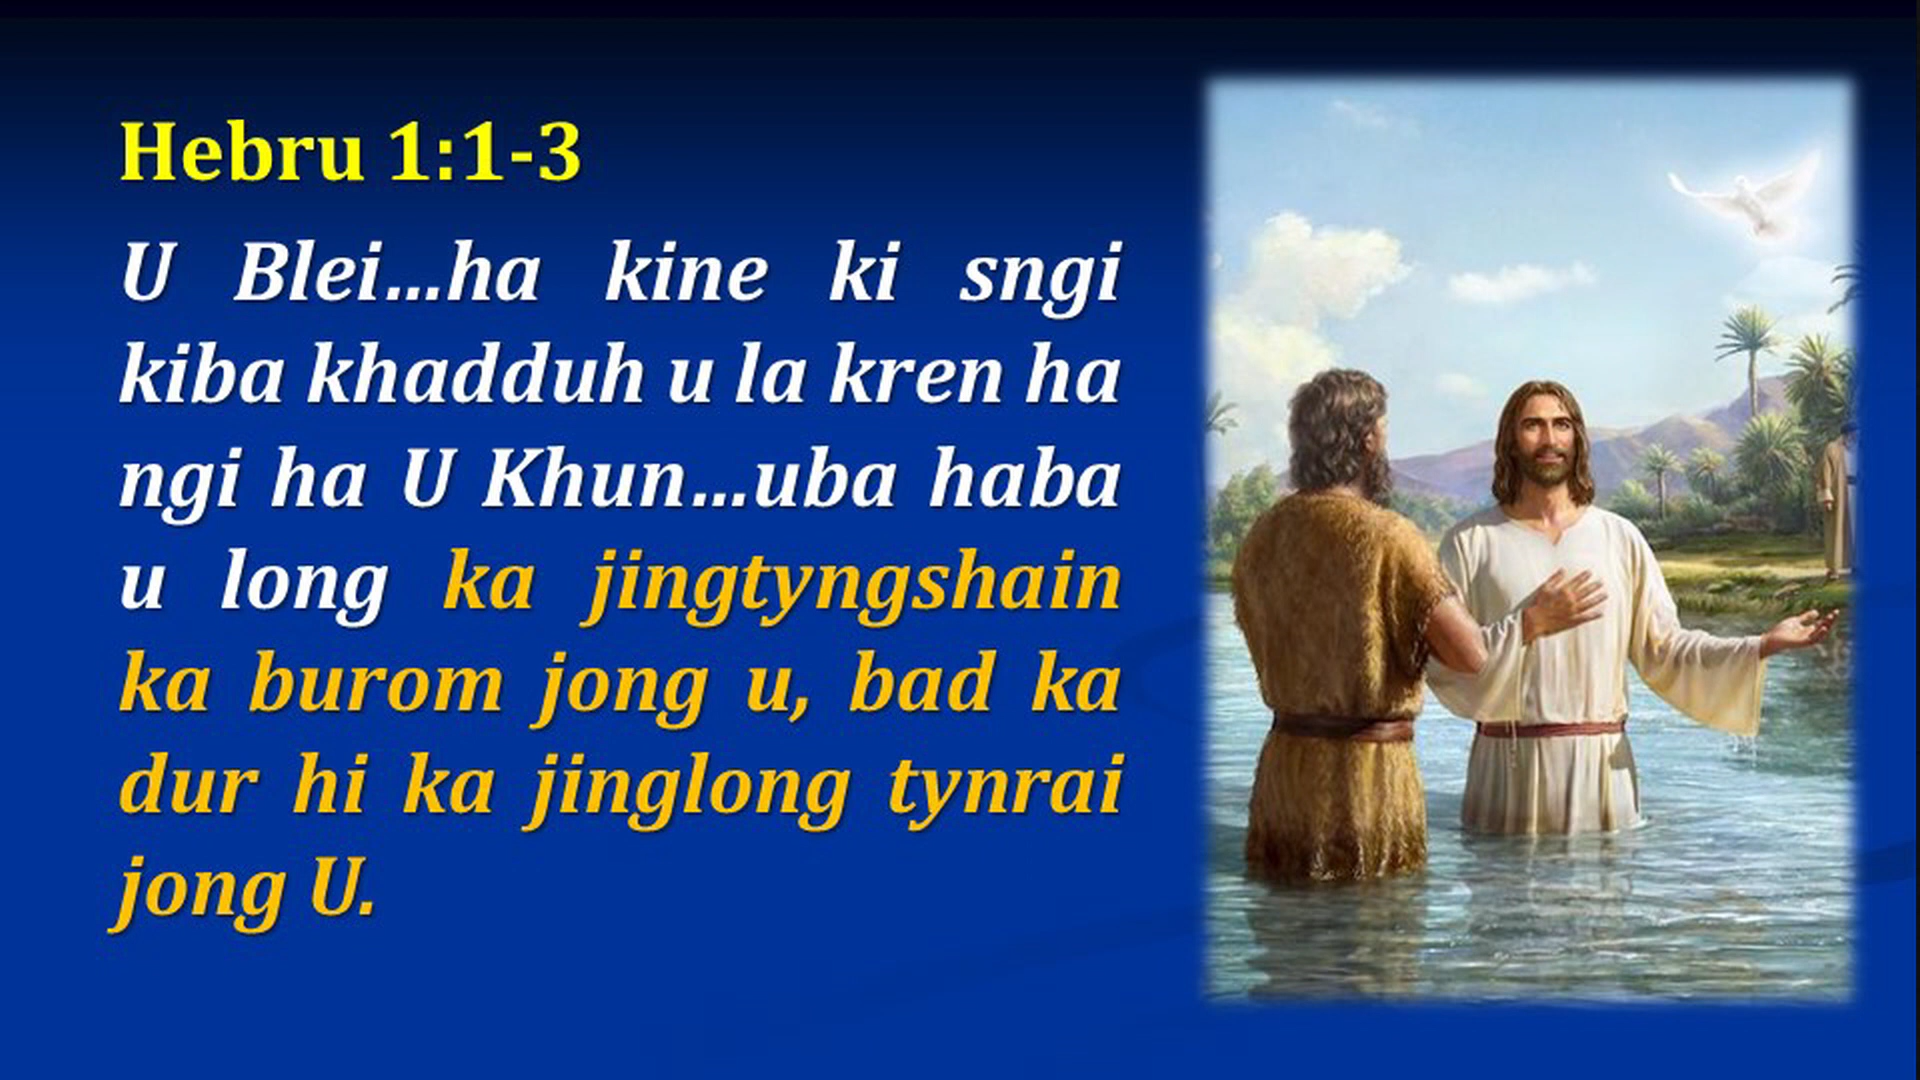 Hebru 1:1-3
U Blei...ha kine ki sngi
kiba khadduh u la kren ha
ngi ha U Khun...uba haba
u long ka jingtyngshain
ka burom jong u, bad ka
dur hi ka jinglong tynrai
jong U.